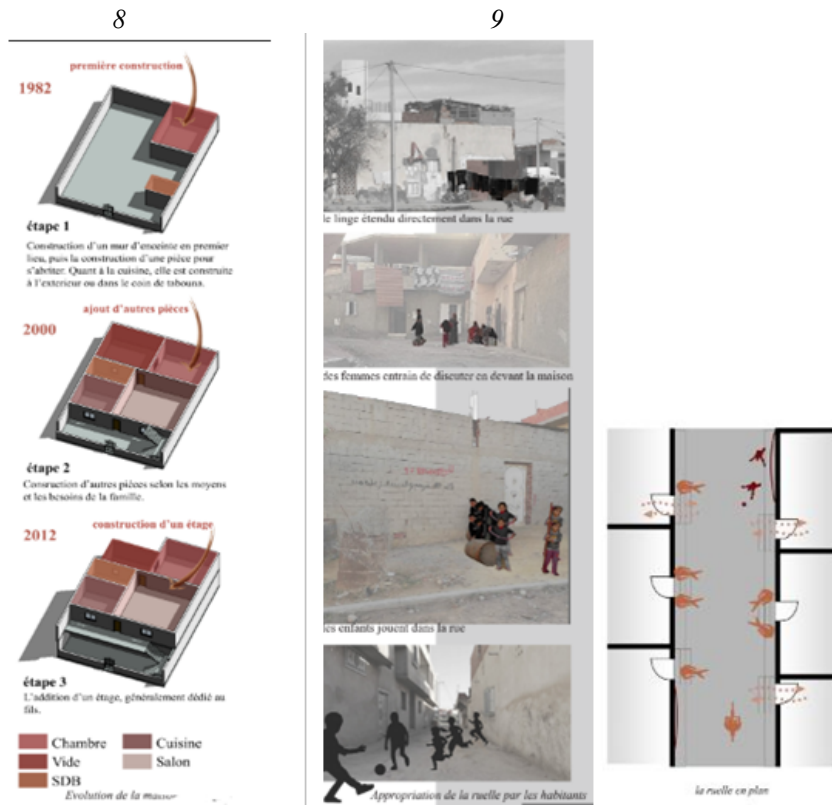 8
première construction
1982
étape 1
Construction d'un mur d'enceinte en premier
lieu, puis la construction d'une pièce pour
s'abriter. Quant à la cuisine, elle est construite
à l'exterieur ou dans le coin de tabouna.
ajout d'autres pièces
2000
étape 2
Consruction d'autres pièces selon les moyens
et les besoins de la famille.
construction d'un étage
2012
étape 3
L'addition d'un étage, généralement dédié au
fils.
Chambre
Cuisine
Vide
Salon
SDB
Evolution de la
9
le linge étendu directement dans la rue
des femmes entrain de discuter en devant la maison
les enfants jouent dans la rue
Appropriation de la ruelle par les habitants
la ruelle en plan